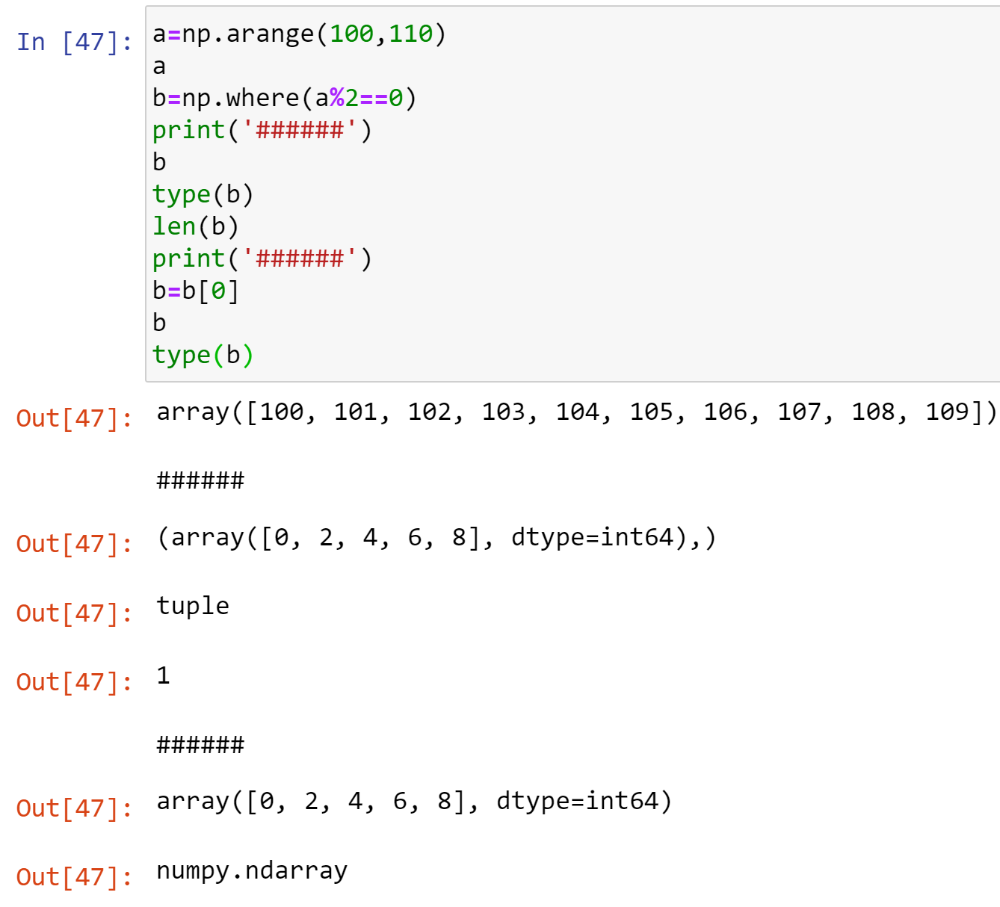 In [47]: a=np.arange(100,110)
a
b=np.where(a%2==0)
print('######')
b
type(b)
len(b)
print('######')
b=b[0]
b
type(b)
Out[47]: array([100, 101, 102, 103, 104, 105, 106, 107, 108, 109])
######
Out[47]: (array([0, 2, 4, 6, 8], dtype=int64),)
Out[47]: tuple
Out[47]: 1
######
Out[47]: array([0, 2, 4, 6, 8], dtype=int64)
Out[47]: numpy.ndarray